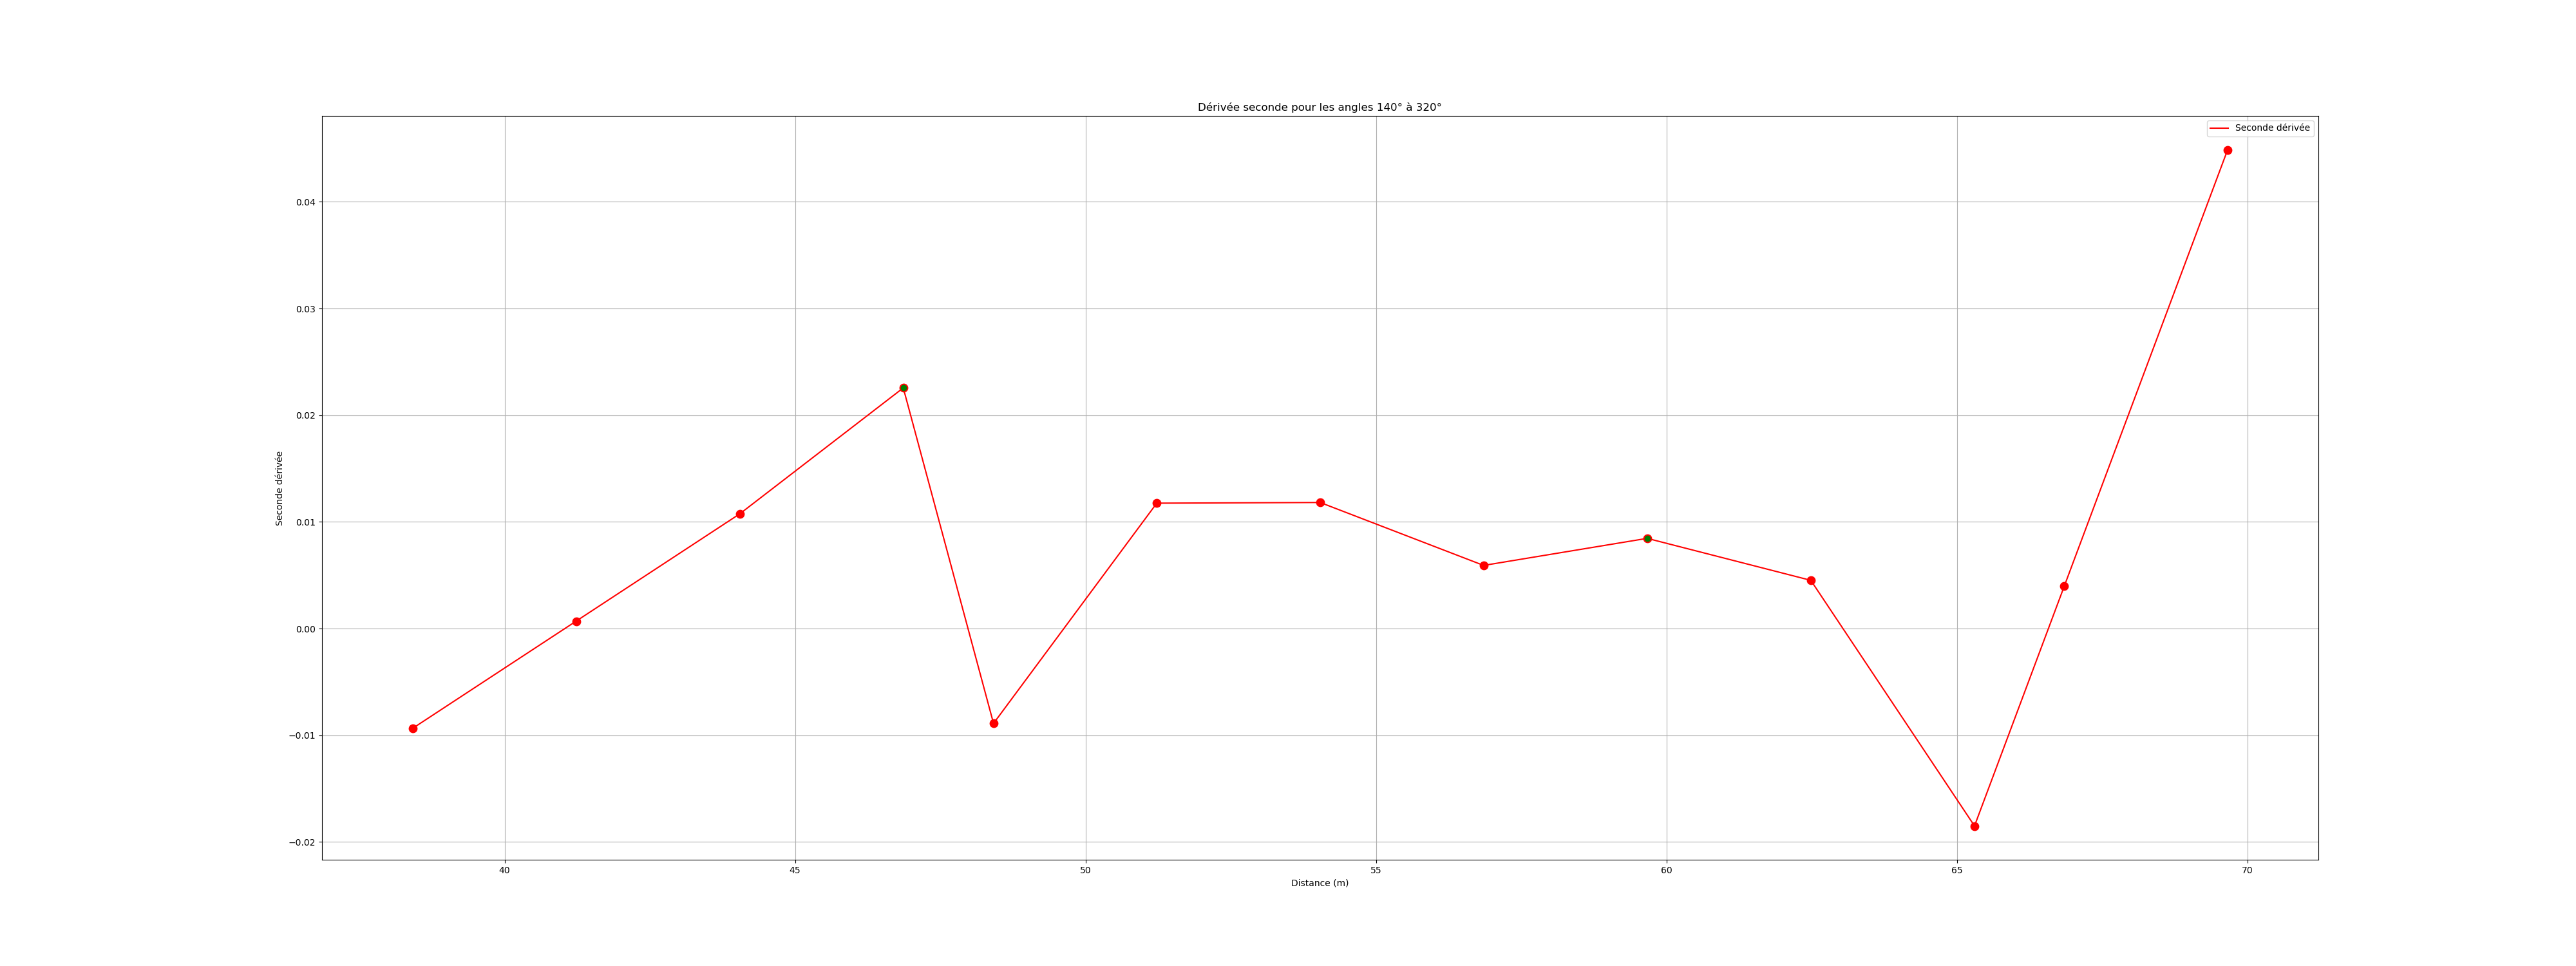 Dérivée seconde pour les angles 140° à 320°
Seconde dérivée
0.04
0.03
0.02
0.01
0.00
−0.01
−0.02
Seconde dérivée
40 45 50 55 60 65 70
Distance (m)